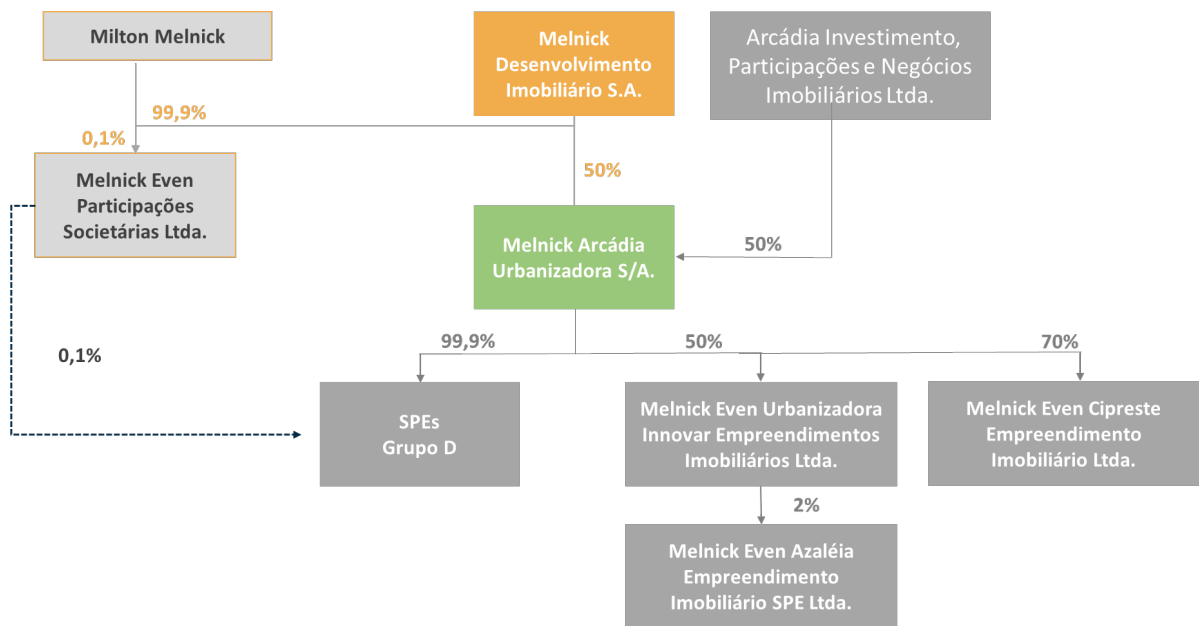 Milton Melnick
Melnick
Desenvolvimento
Imobiliário S.A.
Arcádia Investimento,
Participações e Negócios
Imobiliários Ltda.
99,9%
0,1%
Melnick Even
Participações
Societárias Ltda.
50%
Melnick Arcádia
Urbanizadora S/A.
50%
0,1%
99,9%
50%
70%
SPEs
Grupo D
Melnick Even Urbanizadora
Innovar Empreendimentos
Imobiliários Ltda.
Melnick Even Cipreste
Empreendimento
Imobiliário Ltda.
2%
Melnick Even Azaléia
Empreendimento
Imobiliário SPE Ltda.